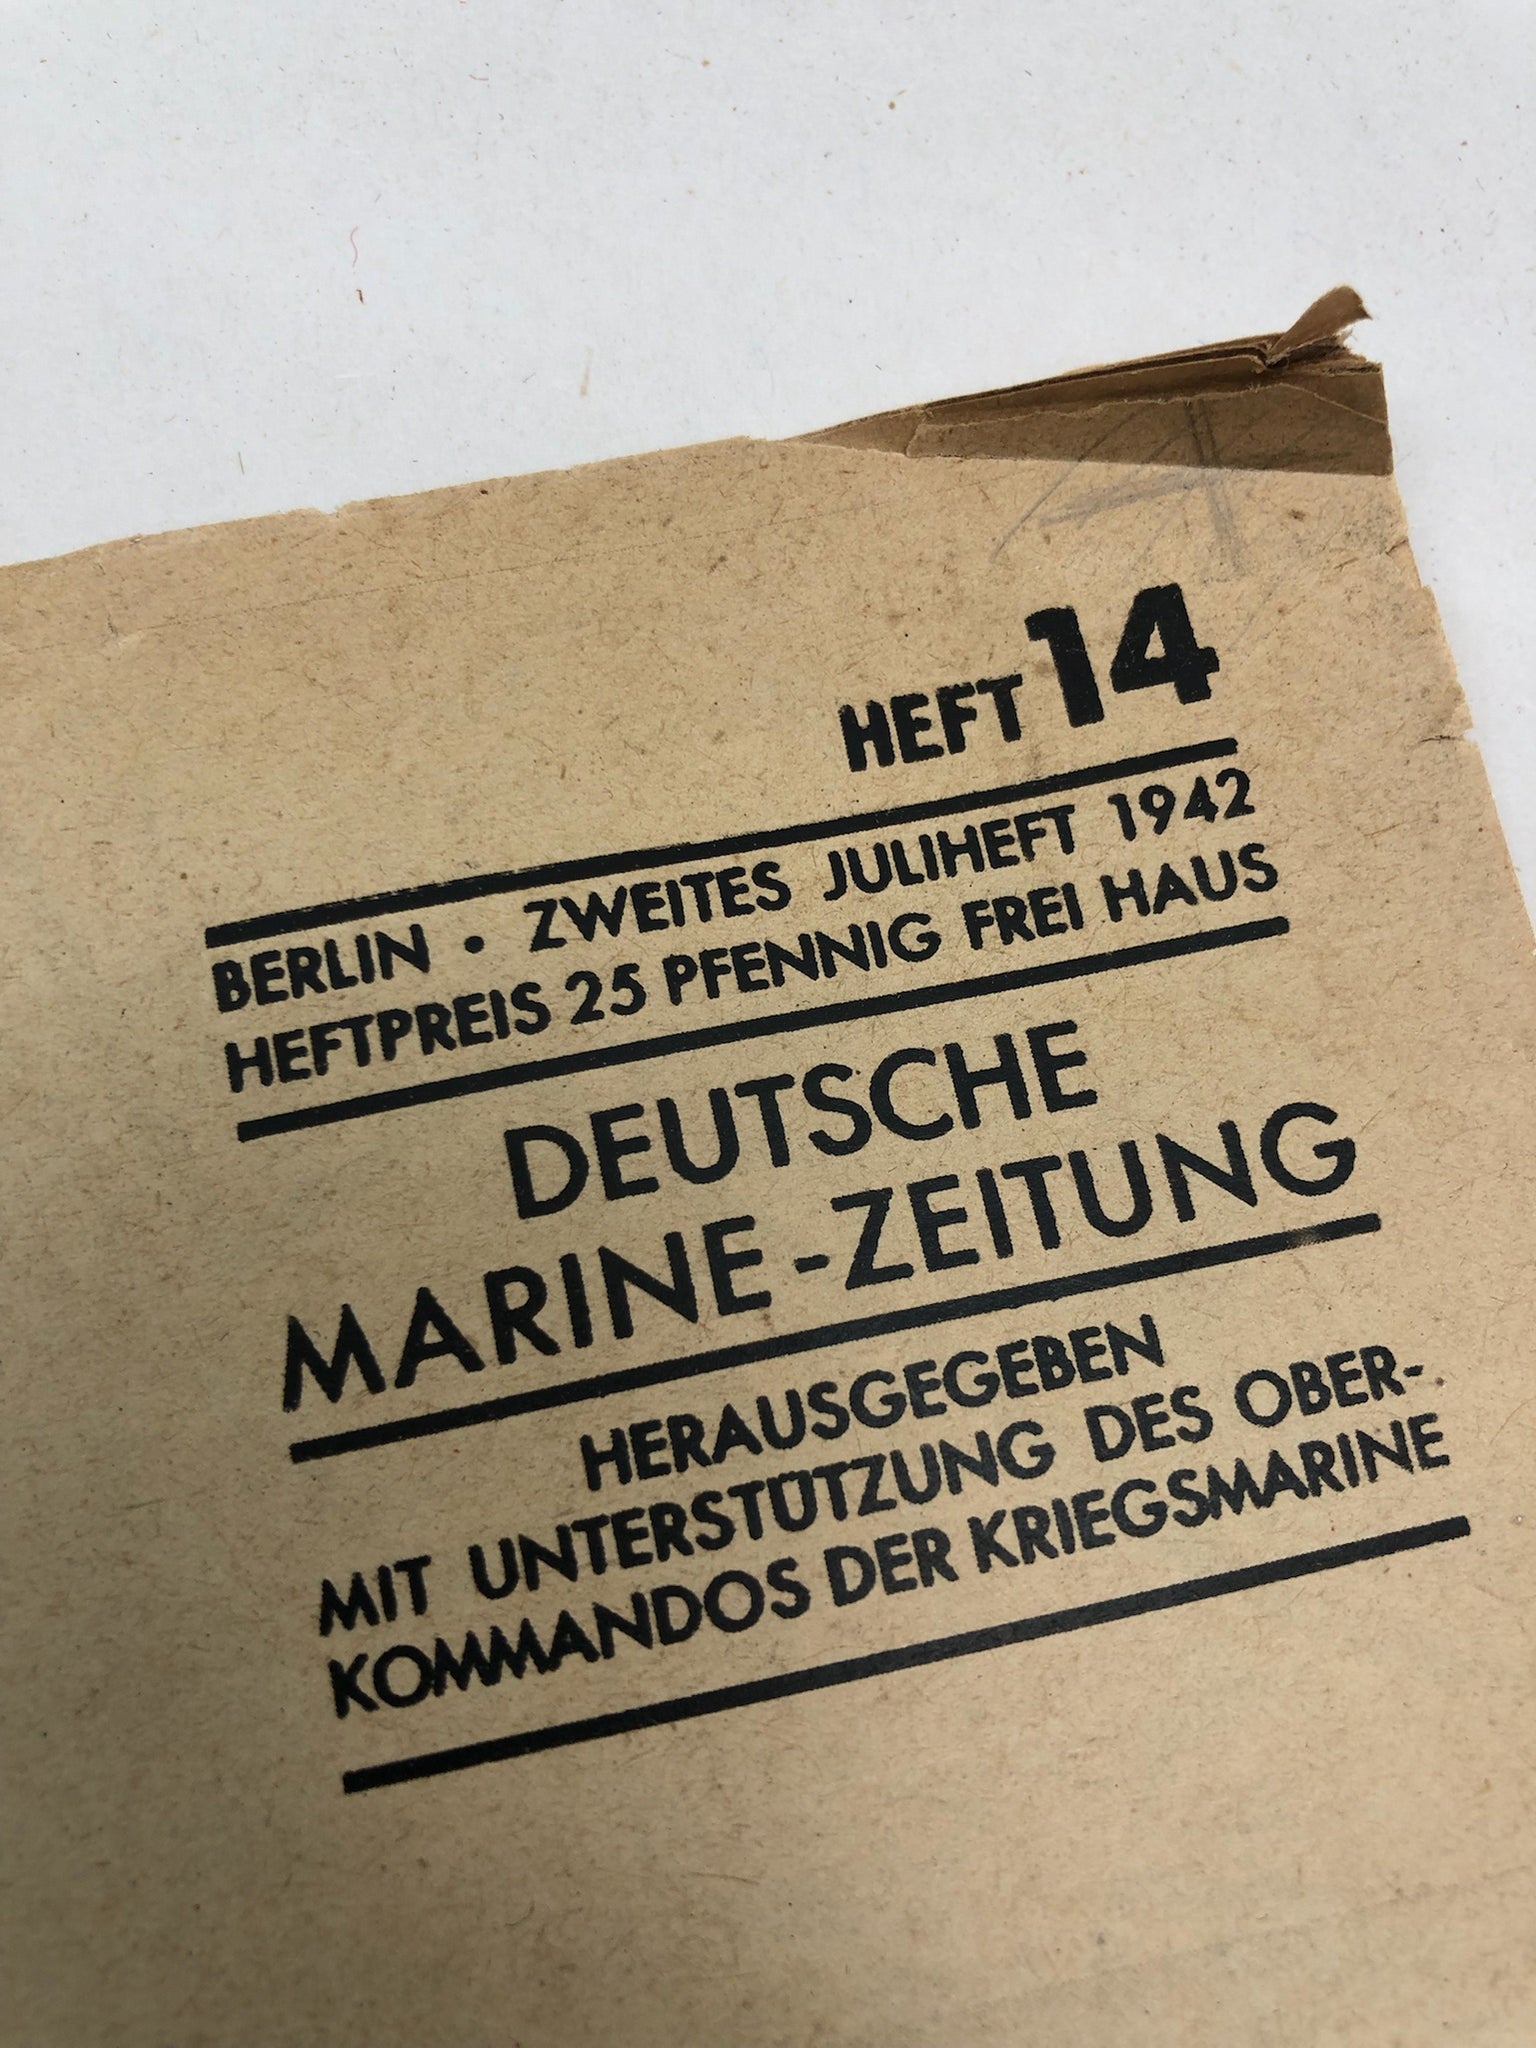 HEFT 14
BERLIN • ZWEITES JULIHEFT 1942
HEFTPREIS 25 PFENNIG FREI HAUS
DEUTSCHE
MARINE-ZEITUNG
HERAUSGEGEBEN
MIT UNTERSTÜTZUNG DES OBER-
KOMMANDOS DER KRIEGSMARINE